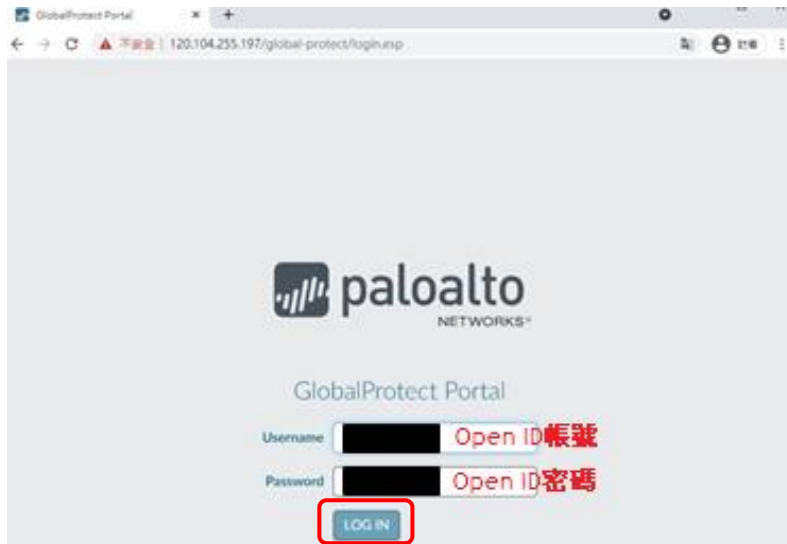 GlobalProtect Portal
不安全 | 120.104.255.197/global-protect/login.esp
paloalto
NETWORKS
GlobalProtect Portal
Username Open ID帳號
Password Open ID密碼
LOG IN